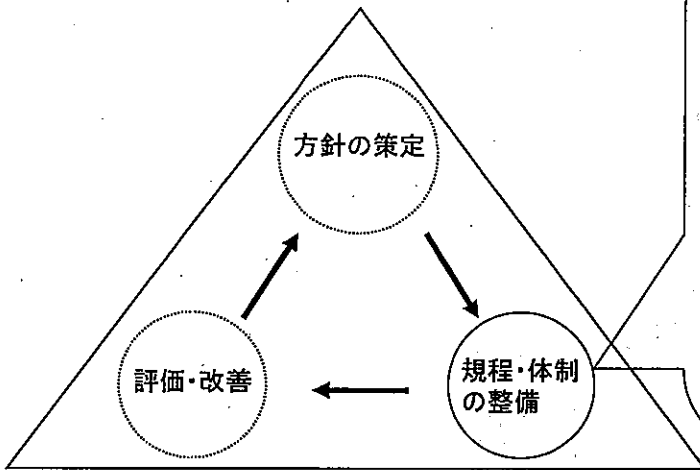 方針の策定
評価・改善
規程・体制
の整備